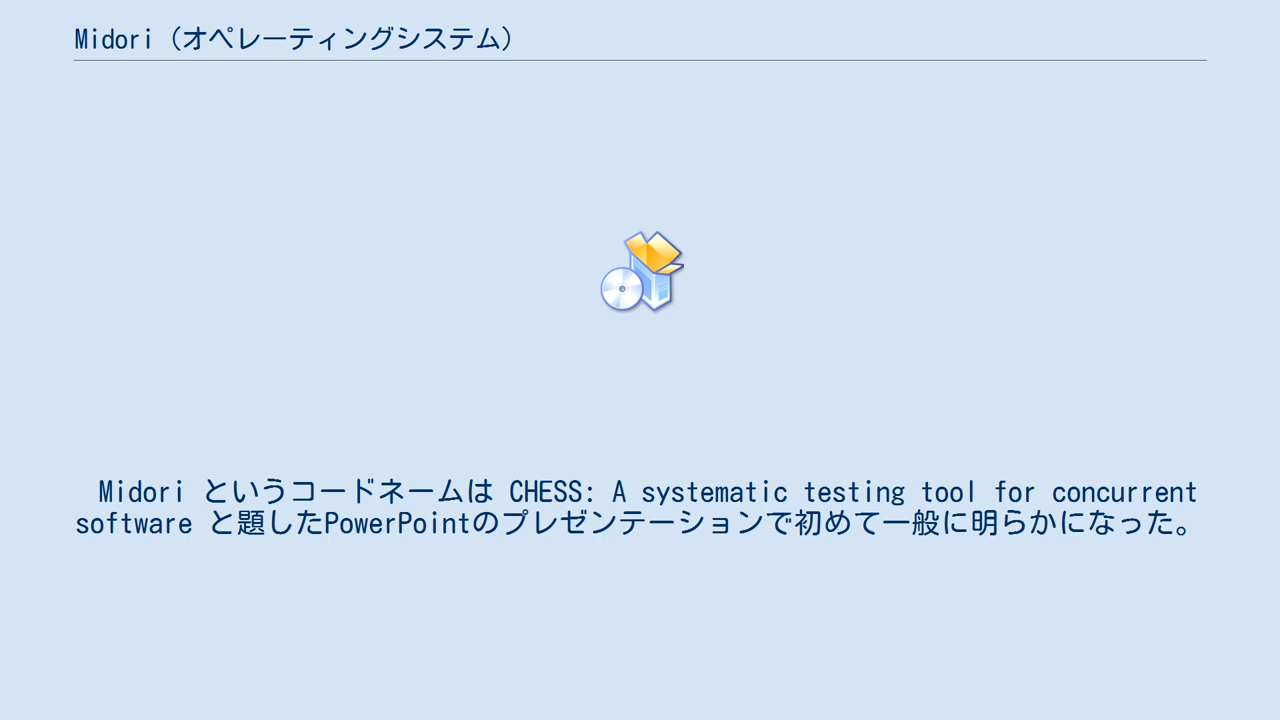 Midori（オペレーティングシステム）
Midori というコードネームは CHESS: A systematic testing tool for concurrent
software と題したPowerPointのプレゼンテーションで初めて一般に明らかになった。